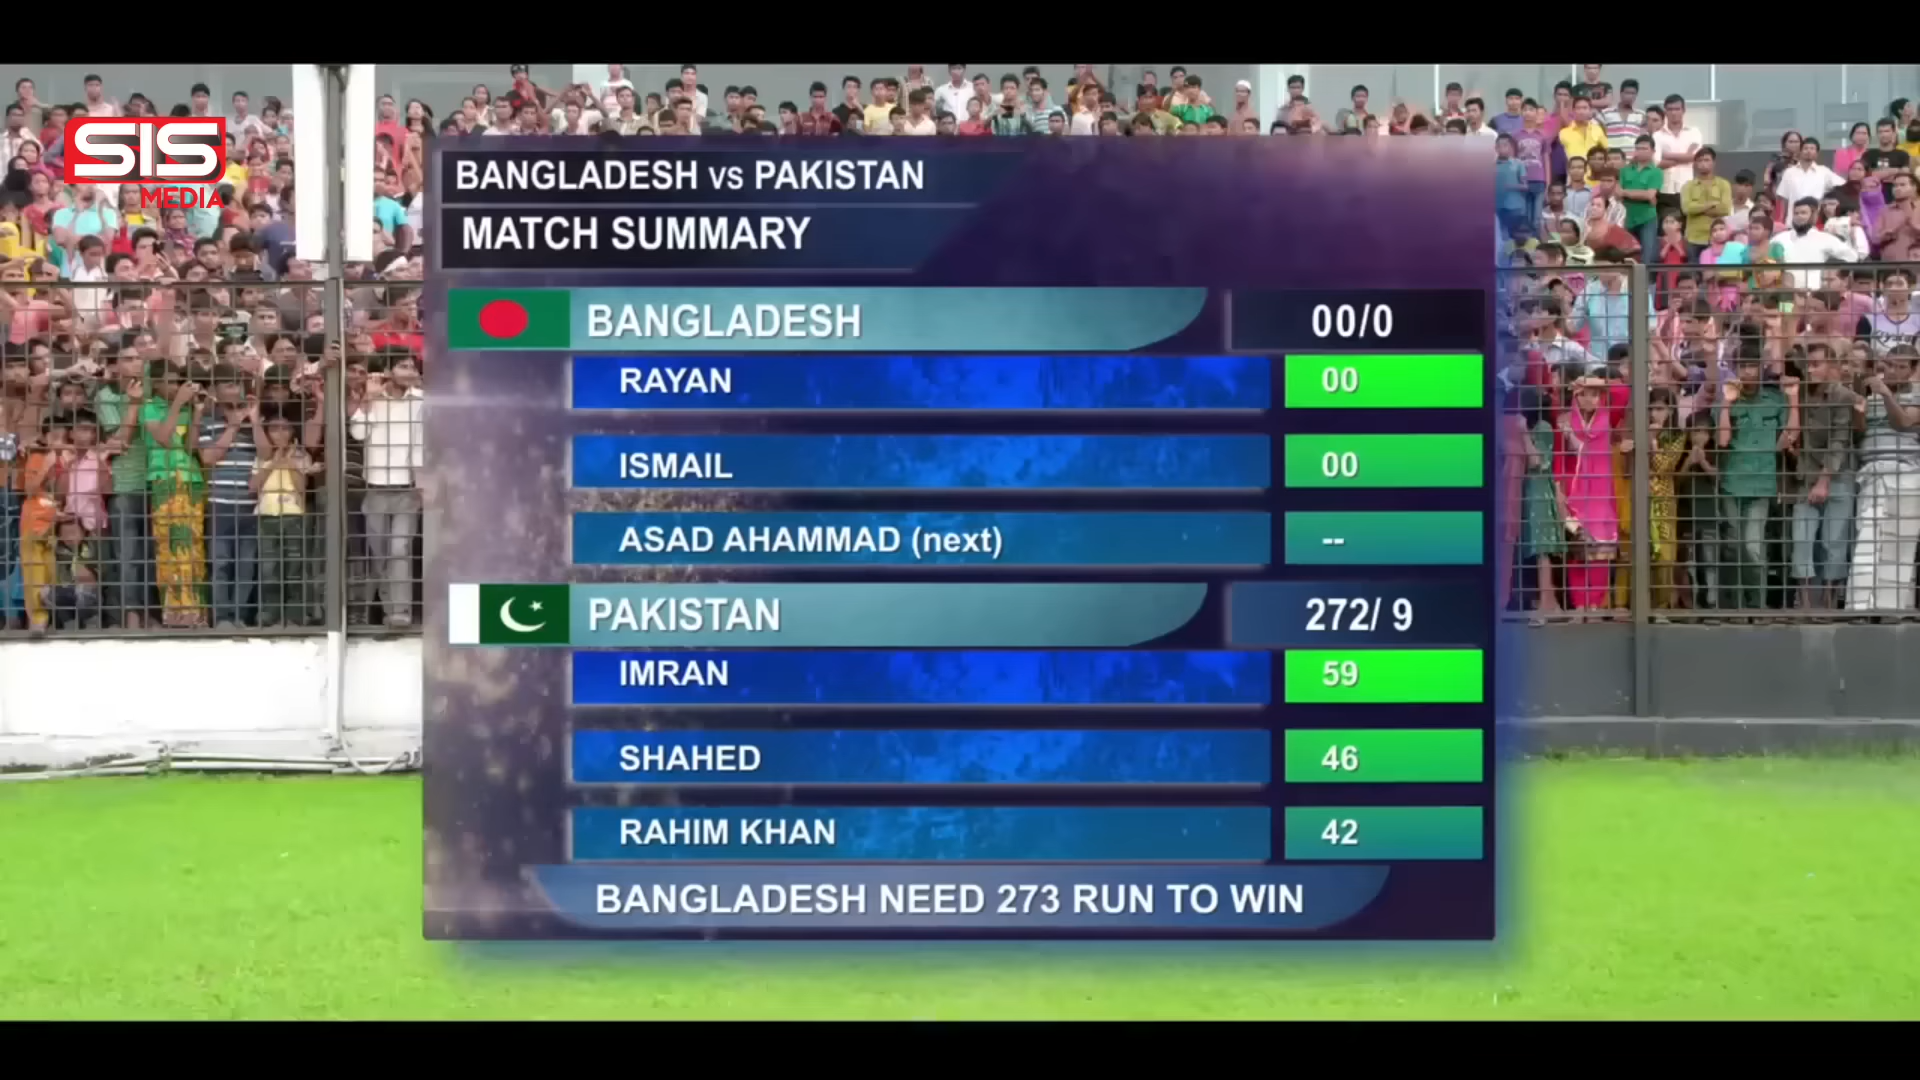 SIS
MEDIA
BANGLADESH vs PAKISTAN
MATCH SUMMARY
BANGLADESH 00/0
RAYAN 00
ISMAIL 00
ASAD AHAMMAD (next) --
PAKISTAN 272/ 9
IMRAN 59
SHAHED 46
RAHIM KHAN 42
BANGLADESH NEED 273 RUN TO WIN